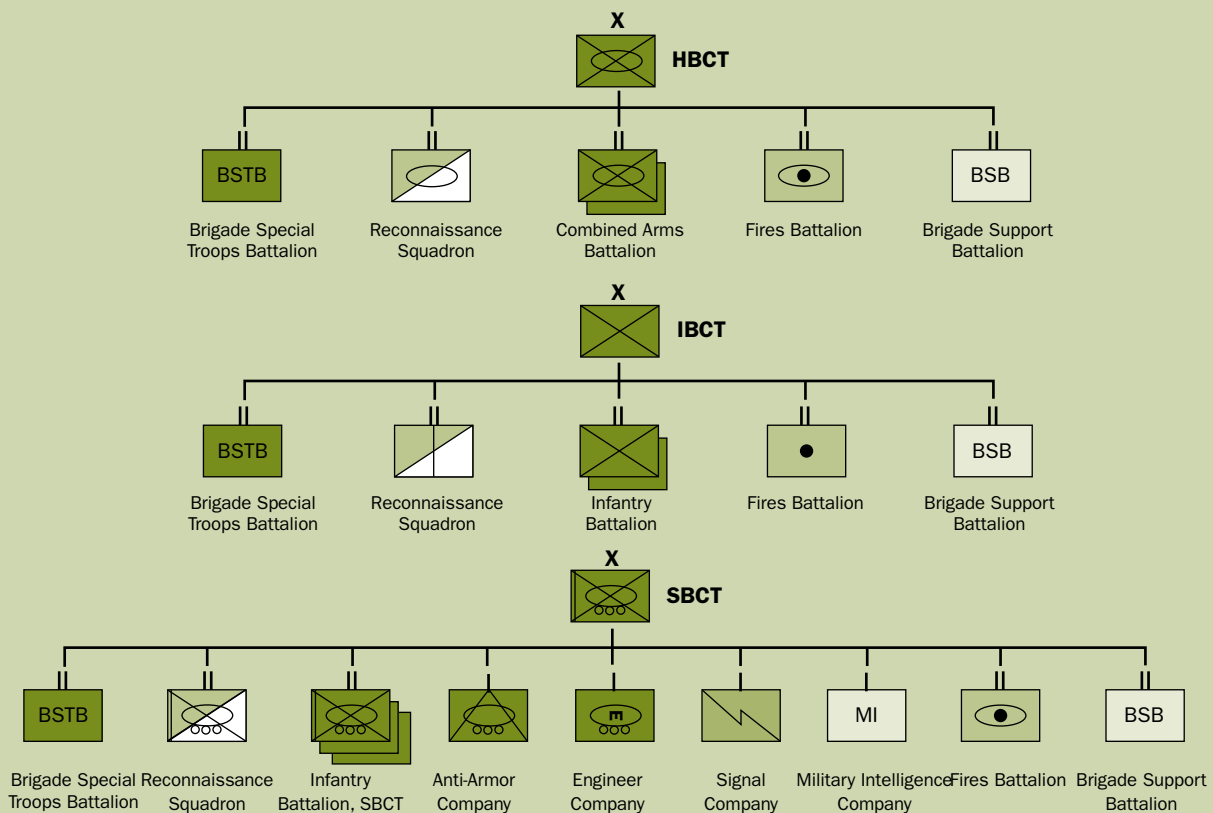 X
HBCT
BSTB
BSB
Brigade Special
Troops Battalion
Reconnaissance
Squadron
Combined Arms
Battalion
Fires Battalion
Brigade Support
Battalion
X
IBCT
BSTB
BSB
Brigade Special
Troops Battalion
Reconnaissance
Squadron
Infantry
Battalion
Fires Battalion
Brigade Support
Battalion
X
SBCT
BSTB
E
MI
BSB
Brigade Special
Troops Battalion
Reconnaissance
Squadron
Infantry
Battalion, SBCT
Anti-Armor
Company
Engineer
Company
Signal
Company
Military Intelligence
Company
Fires Battalion
Brigade Support
Battalion